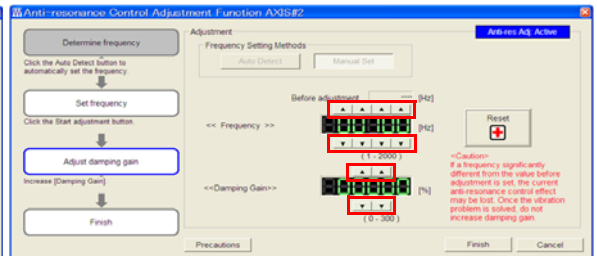 Anti-resonance Control Adjustment Function AXIS#2
Determine frequency
Click the Auto Detect button to
automatically set the frequency.
Set frequency
Click the Start adjustment button.
Adjust damping gain
Increase [Damping Gain]
Finish
Adjustment
Anti-res Adj. Active
Frequency Setting Methods
Auto Detect
Manual Set
Before adjustment
---- [Hz]
<< Frequency >>
[Hz]
( 1 - 2000 )
<<Damping Gain>>
[%]
( 0 - 300 )
Reset
<Caution>
If a frequency significantly
different from the value before
adjustment is set, the current
anti-resonance control effect
may be lost. Once the vibration
problem is solved, do not
increase damping gain.
Precautions
Finish
Cancel